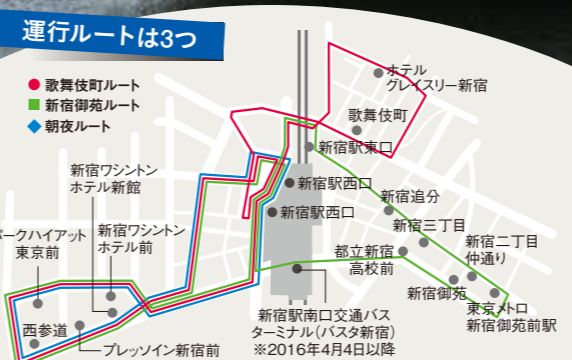 運行ルートは3つ
歌舞伎町ルート
新宿御苑ルート
朝夜ルート
ホテル
グレイスリー新宿
歌舞伎町
新宿駅東口
新宿ワシントン
ホテル新館
新宿駅西口
新宿追分
新宿駅西口
新宿三丁目
パークハイアット
東京前
新宿ワシントン
ホテル前
都立新宿
高校前
新宿二丁目
仲通り
新宿御苑
東京メトロ
新宿御苑前駅
西参道
プレッソイン新宿前
新宿駅南口交通バス
ターミナル(バスタ新宿)
※2016年4月4日以降